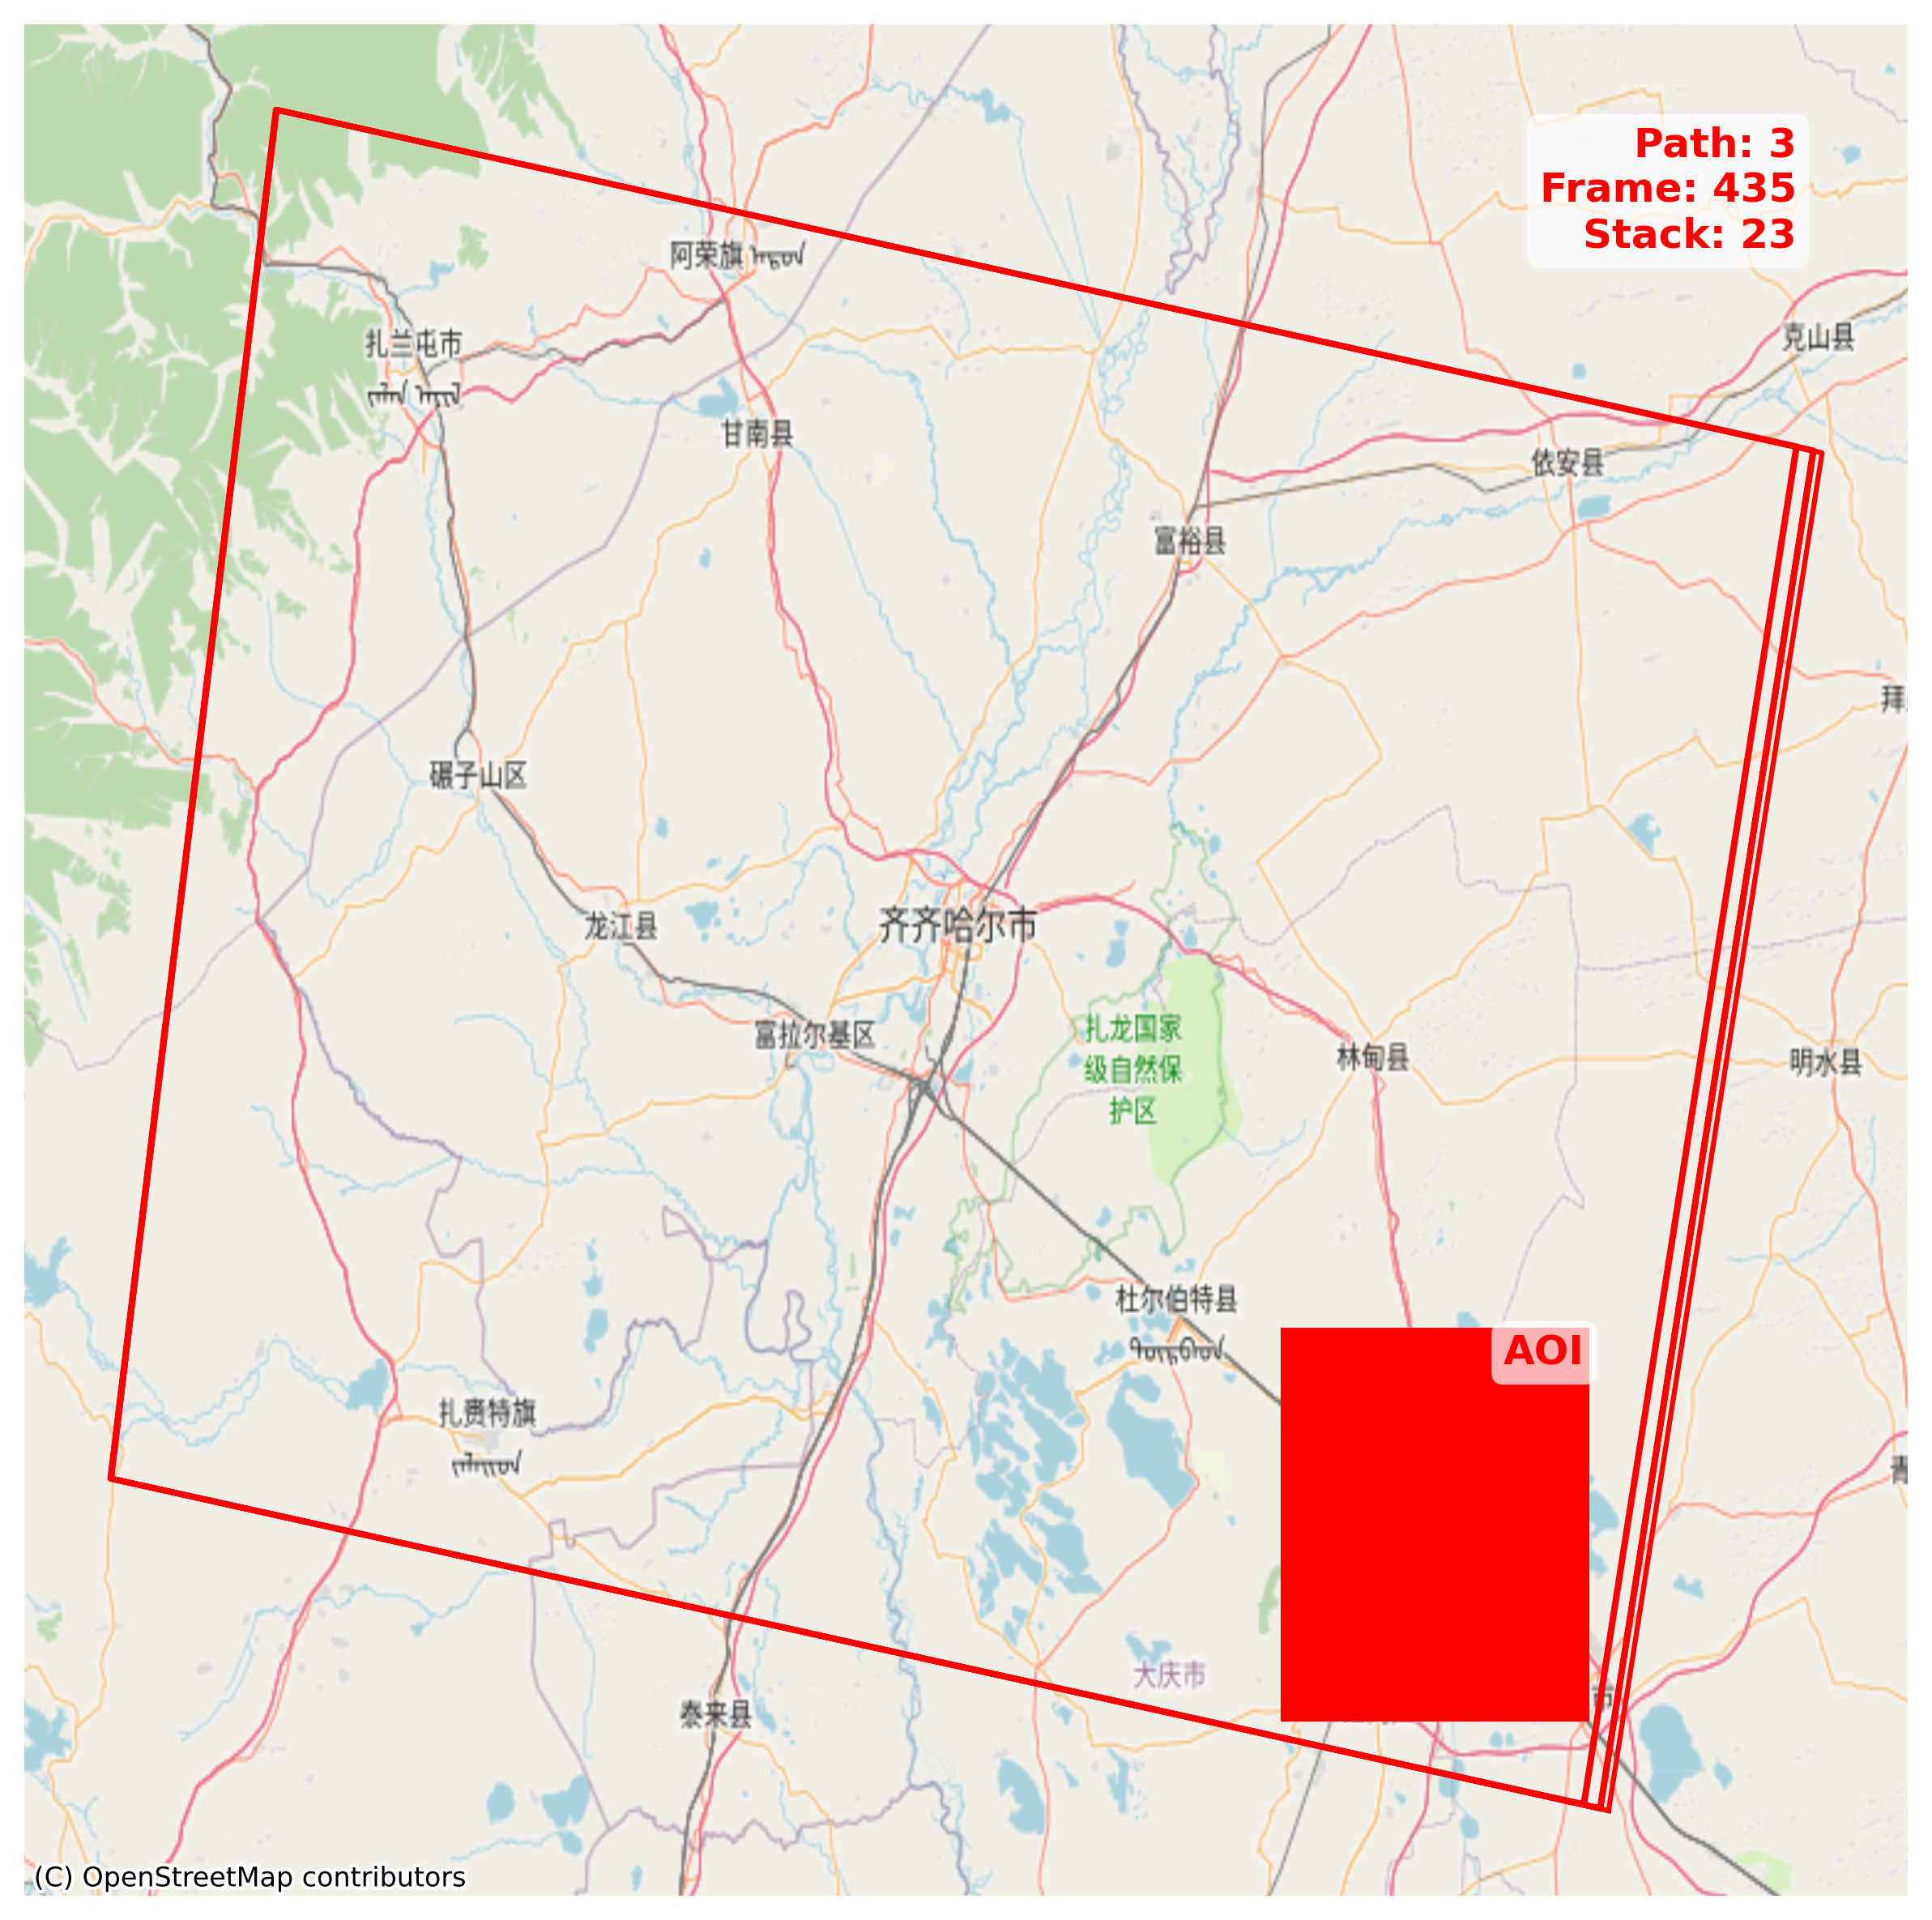 Path: 3
Frame: 435
Stack: 23
阿荣旗
克山县
扎兰屯市
甘南县
依安县
富裕县
拜
碾子山区
龙江县
齐齐哈尔市
富拉尔基区
扎龙国家
级自然保
护区
林甸县
明水县
杜尔伯特县
AOI
扎赉特旗
青
大庆市
市
泰来县
(C) OpenStreetMap contributors